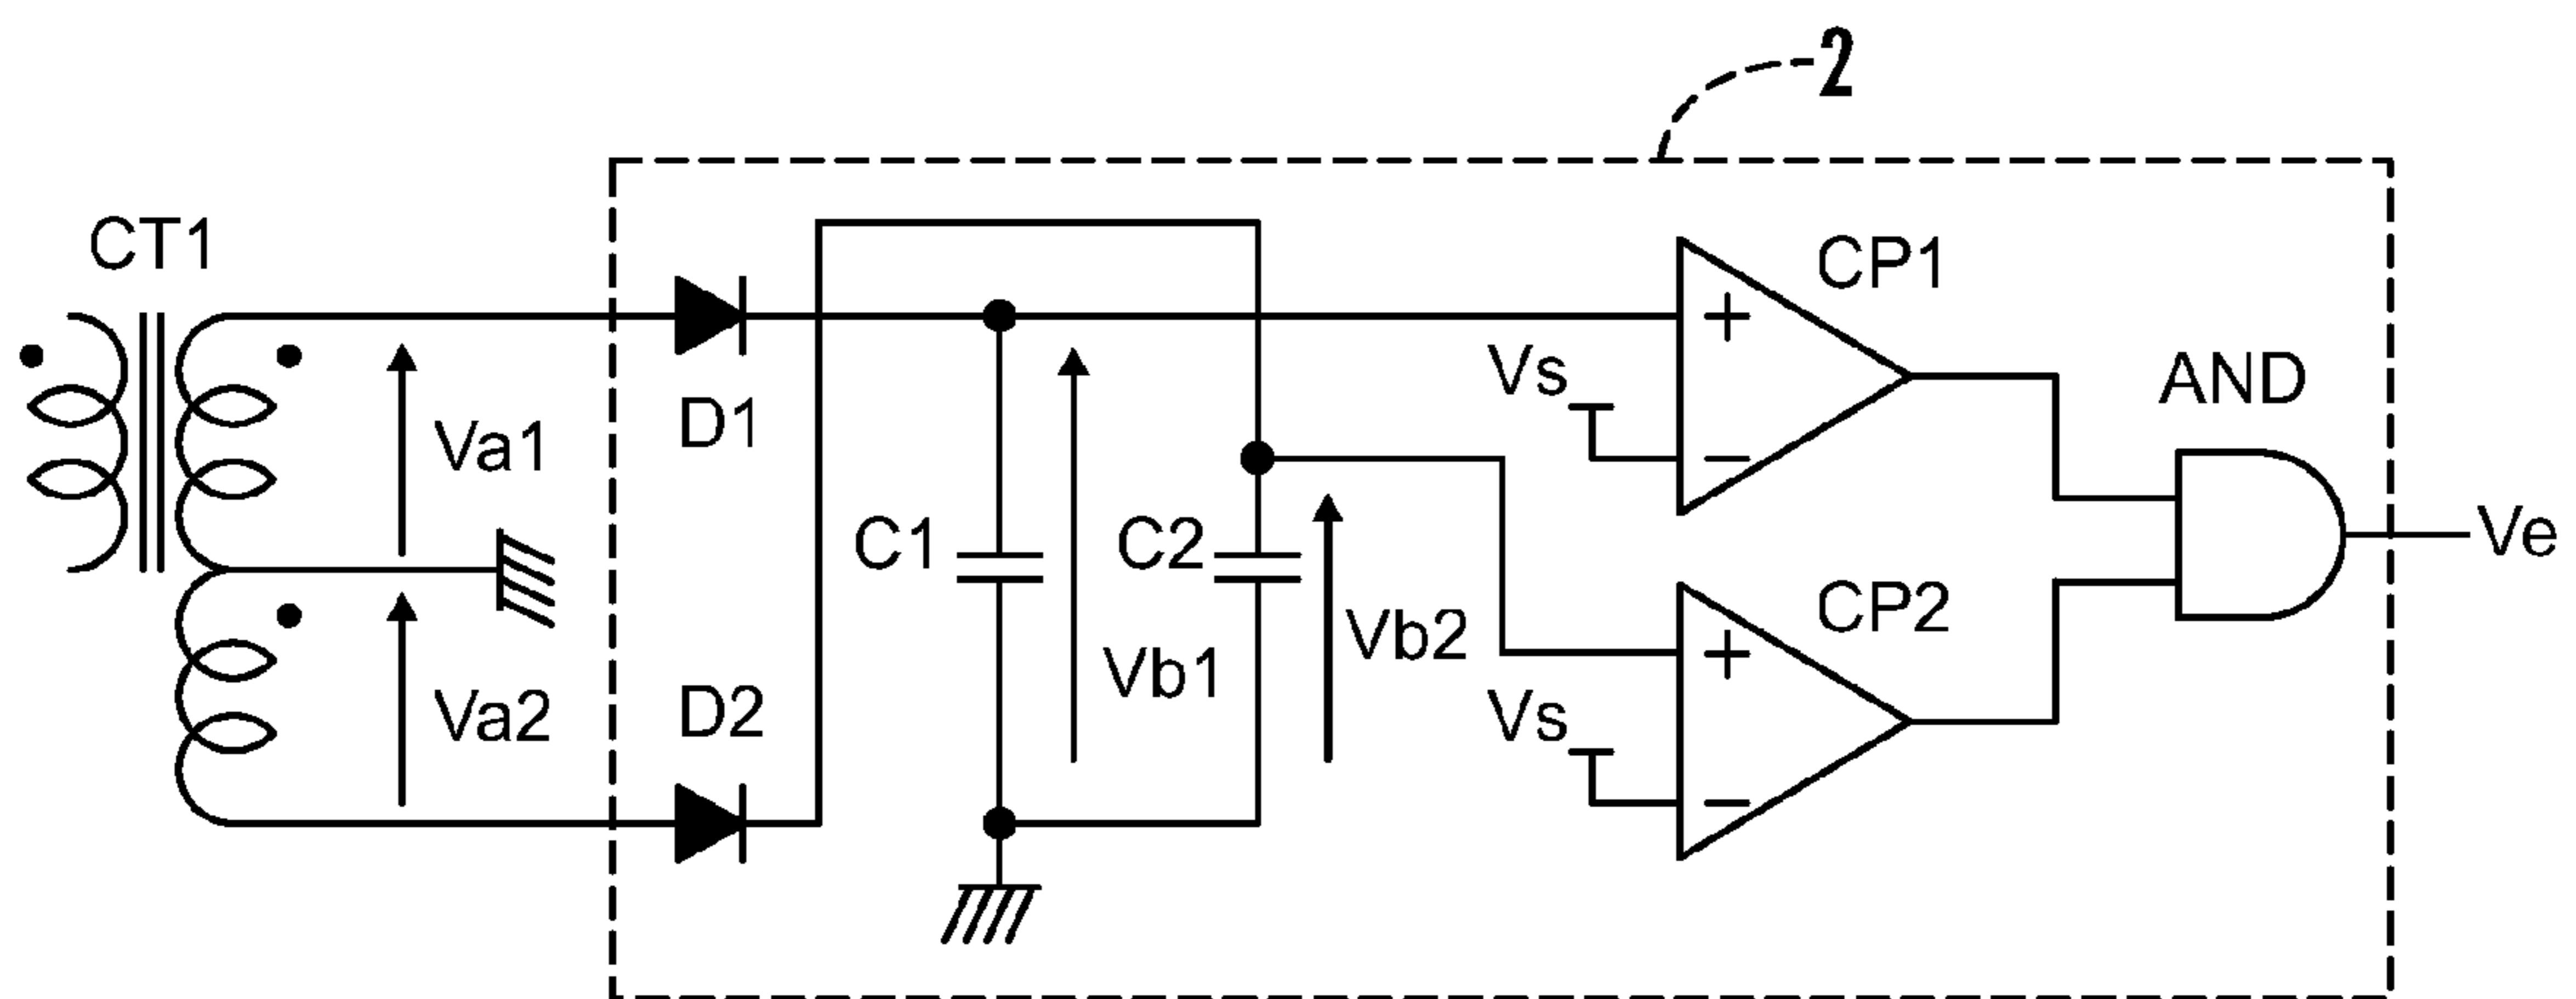 2
CT1
CP1
+
Vs
−
AND
D1
Va1
C1
C2
Ve
CP2
Vb2
+
Vb1
D2
Va2
Vs
−